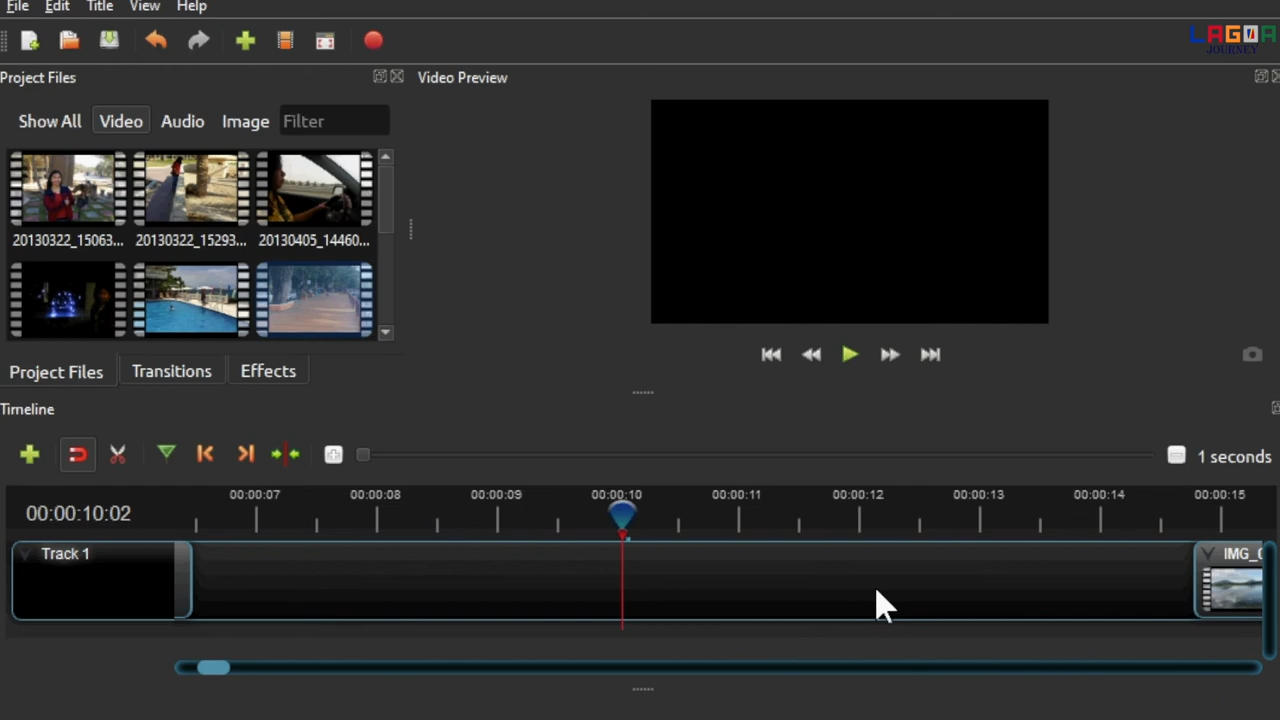 File Edit Title View Help
LAGOA
JOURNEY
Project Files
Video Preview
Show All Video Audio Image Filter
20130322_15063... 20130322_15293... 20130405_14460...
Project Files Transitions Effects
Timeline
1 seconds
00:00:07 00:00:08 00:00:09 00:00:10 00:00:11 00:00:12 00:00:13 00:00:14 00:00:15
00:00:10:02
Track 1
IMG_0